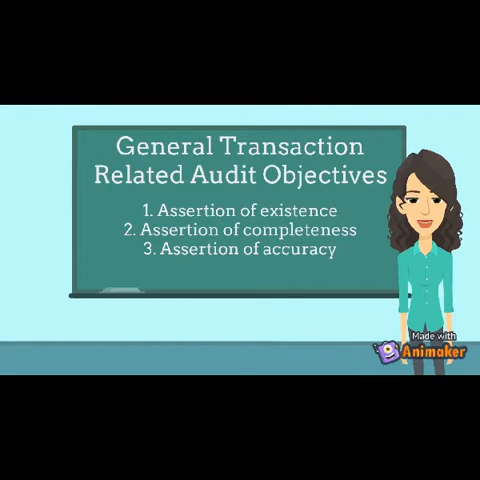 General Transaction
Related Audit Objectives
1. Assertion of existence
2. Assertion of completeness
3. Assertion of accuracy
Made with
Animaker